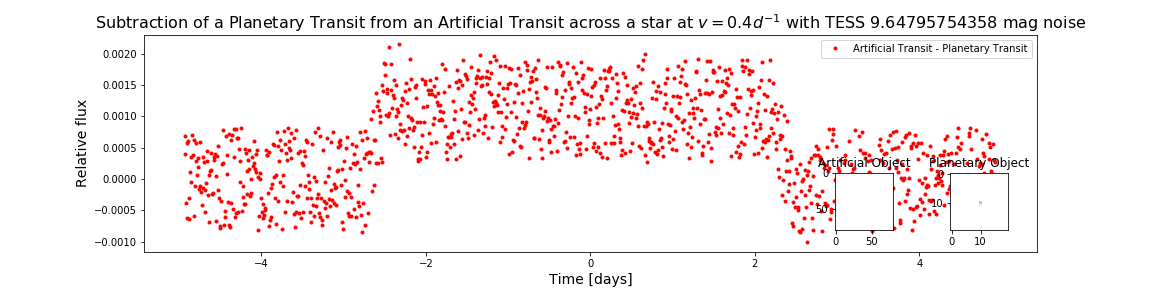 Subtraction of a Planetary Transit from an Artificial Transit across a star at v = 0.4d⁻¹ with TESS 9.64795754358 mag noise
Artificial Transit - Planetary Transit
Relative flux
0.0020
0.0015
0.0010
0.0005
0.0000
−0.0005
−0.0010
−4 −2 0 2 4
Time [days]
Artificial Object
0
50
0 50
Planetary Object
0
10
0 10